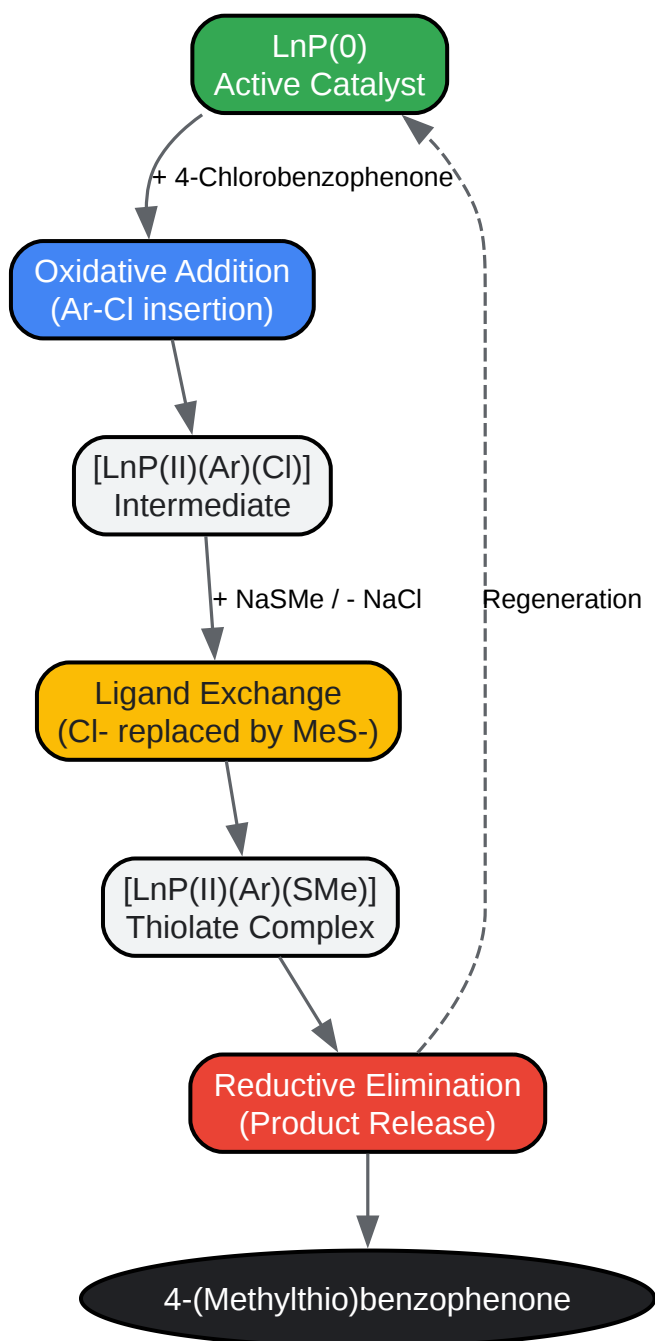 LnP(0)
Active Catalyst
+ 4-Chlorobenzophenone
Oxidative Addition
(Ar-Cl insertion)
[LnP(II)(Ar)(Cl)]
Intermediate
+ NaSMe / - NaCl
Regeneration
Ligand Exchange
(Cl- replaced by MeS-)
[LnP(II)(Ar)(SMe)]
Thiolate Complex
Reductive Elimination
(Product Release)
4-(Methylthio)benzophenone